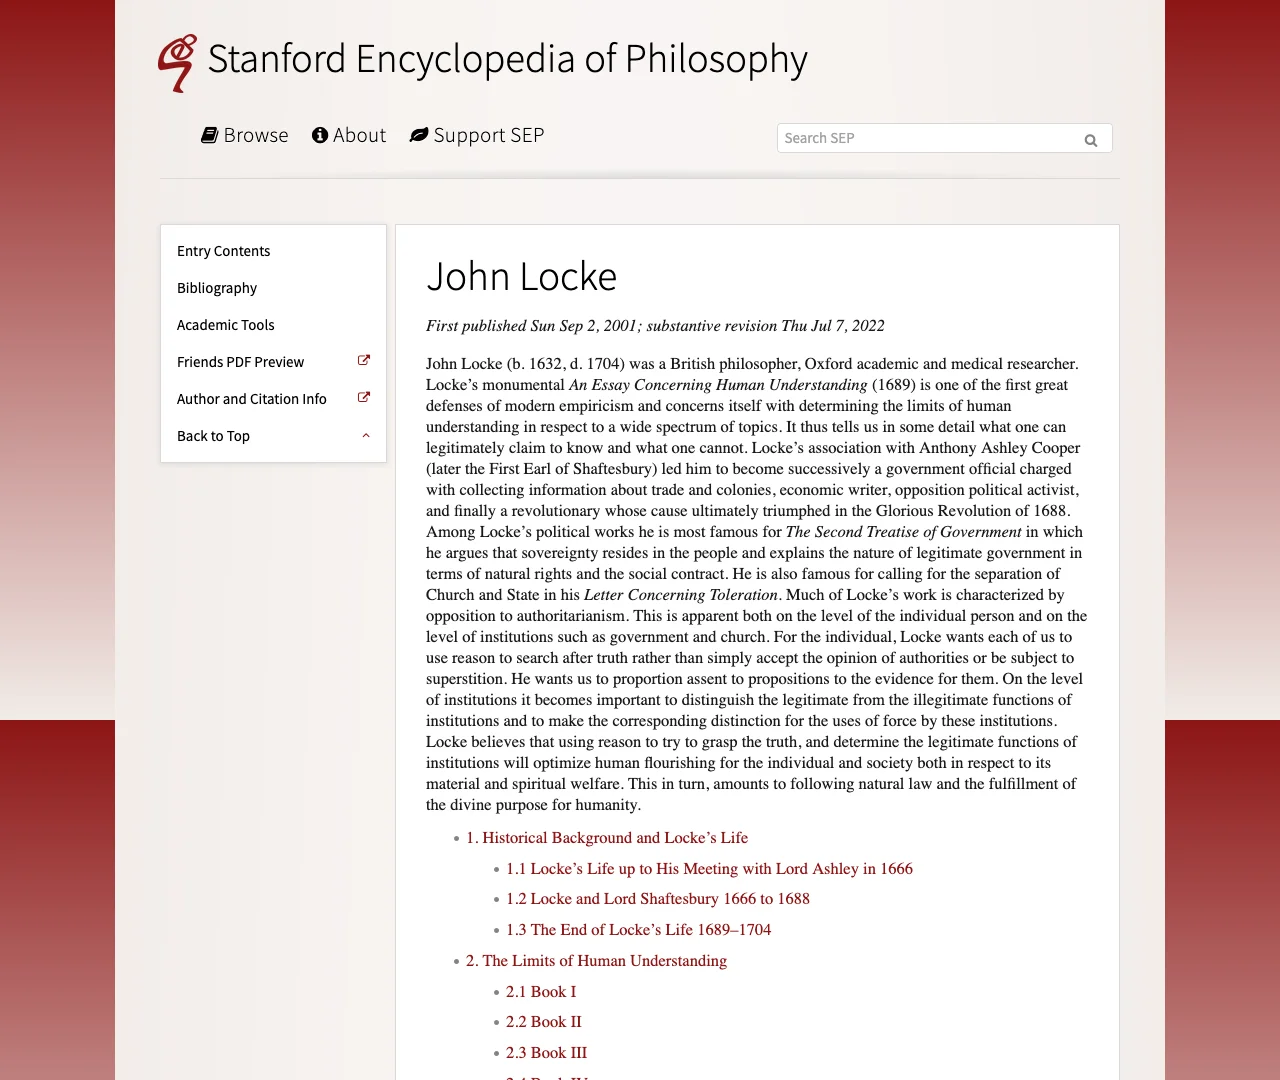 Stanford Encyclopedia of Philosophy
Browse About Support SEP
Search SEP
Entry Contents
Bibliography
Academic Tools
Friends PDF Preview
Author and Citation Info
Back to Top
John Locke
First published Sun Sep 2, 2001; substantive revision Thu Jul 7, 2022
John Locke (b. 1632, d. 1704) was a British philosopher, Oxford academic and medical researcher.
Locke’s monumental An Essay Concerning Human Understanding (1689) is one of the first great
defenses of modern empiricism and concerns itself with determining the limits of human
understanding in respect to a wide spectrum of topics. It thus tells us in some detail what one can
legitimately claim to know and what one cannot. Locke’s association with Anthony Ashley Cooper
(later the First Earl of Shaftesbury) led him to become successively a government official charged
with collecting information about trade and colonies, economic writer, opposition political activist,
and finally a revolutionary whose cause ultimately triumphed in the Glorious Revolution of 1688.
Among Locke’s political works he is most famous for The Second Treatise of Government in which
he argues that sovereignty resides in the people and explains the nature of legitimate government in
terms of natural rights and the social contract. He is also famous for calling for the separation of
Church and State in his Letter Concerning Toleration. Much of Locke’s work is characterized by
opposition to authoritarianism. This is apparent both on the level of the individual person and on the
level of institutions such as government and church. For the individual, Locke wants each of us to
use reason to search after truth rather than simply accept the opinion of authorities or be subject to
superstition. He wants us to proportion assent to propositions to the evidence for them. On the level
of institutions it becomes important to distinguish the legitimate from the illegitimate functions of
institutions and to make the corresponding distinction for the uses of force by these institutions.
Locke believes that using reason to try to grasp the truth, and determine the legitimate functions of
institutions will optimize human flourishing for the individual and society both in respect to its
material and spiritual welfare. This in turn, amounts to following natural law and the fulfillment of
the divine purpose for humanity.
1. Historical Background and Locke’s Life
1.1 Locke’s Life up to His Meeting with Lord Ashley in 1666
1.2 Locke and Lord Shaftesbury 1666 to 1688
1.3 The End of Locke’s Life 1689–1704
2. The Limits of Human Understanding
2.1 Book I
2.2 Book II
2.3 Book III